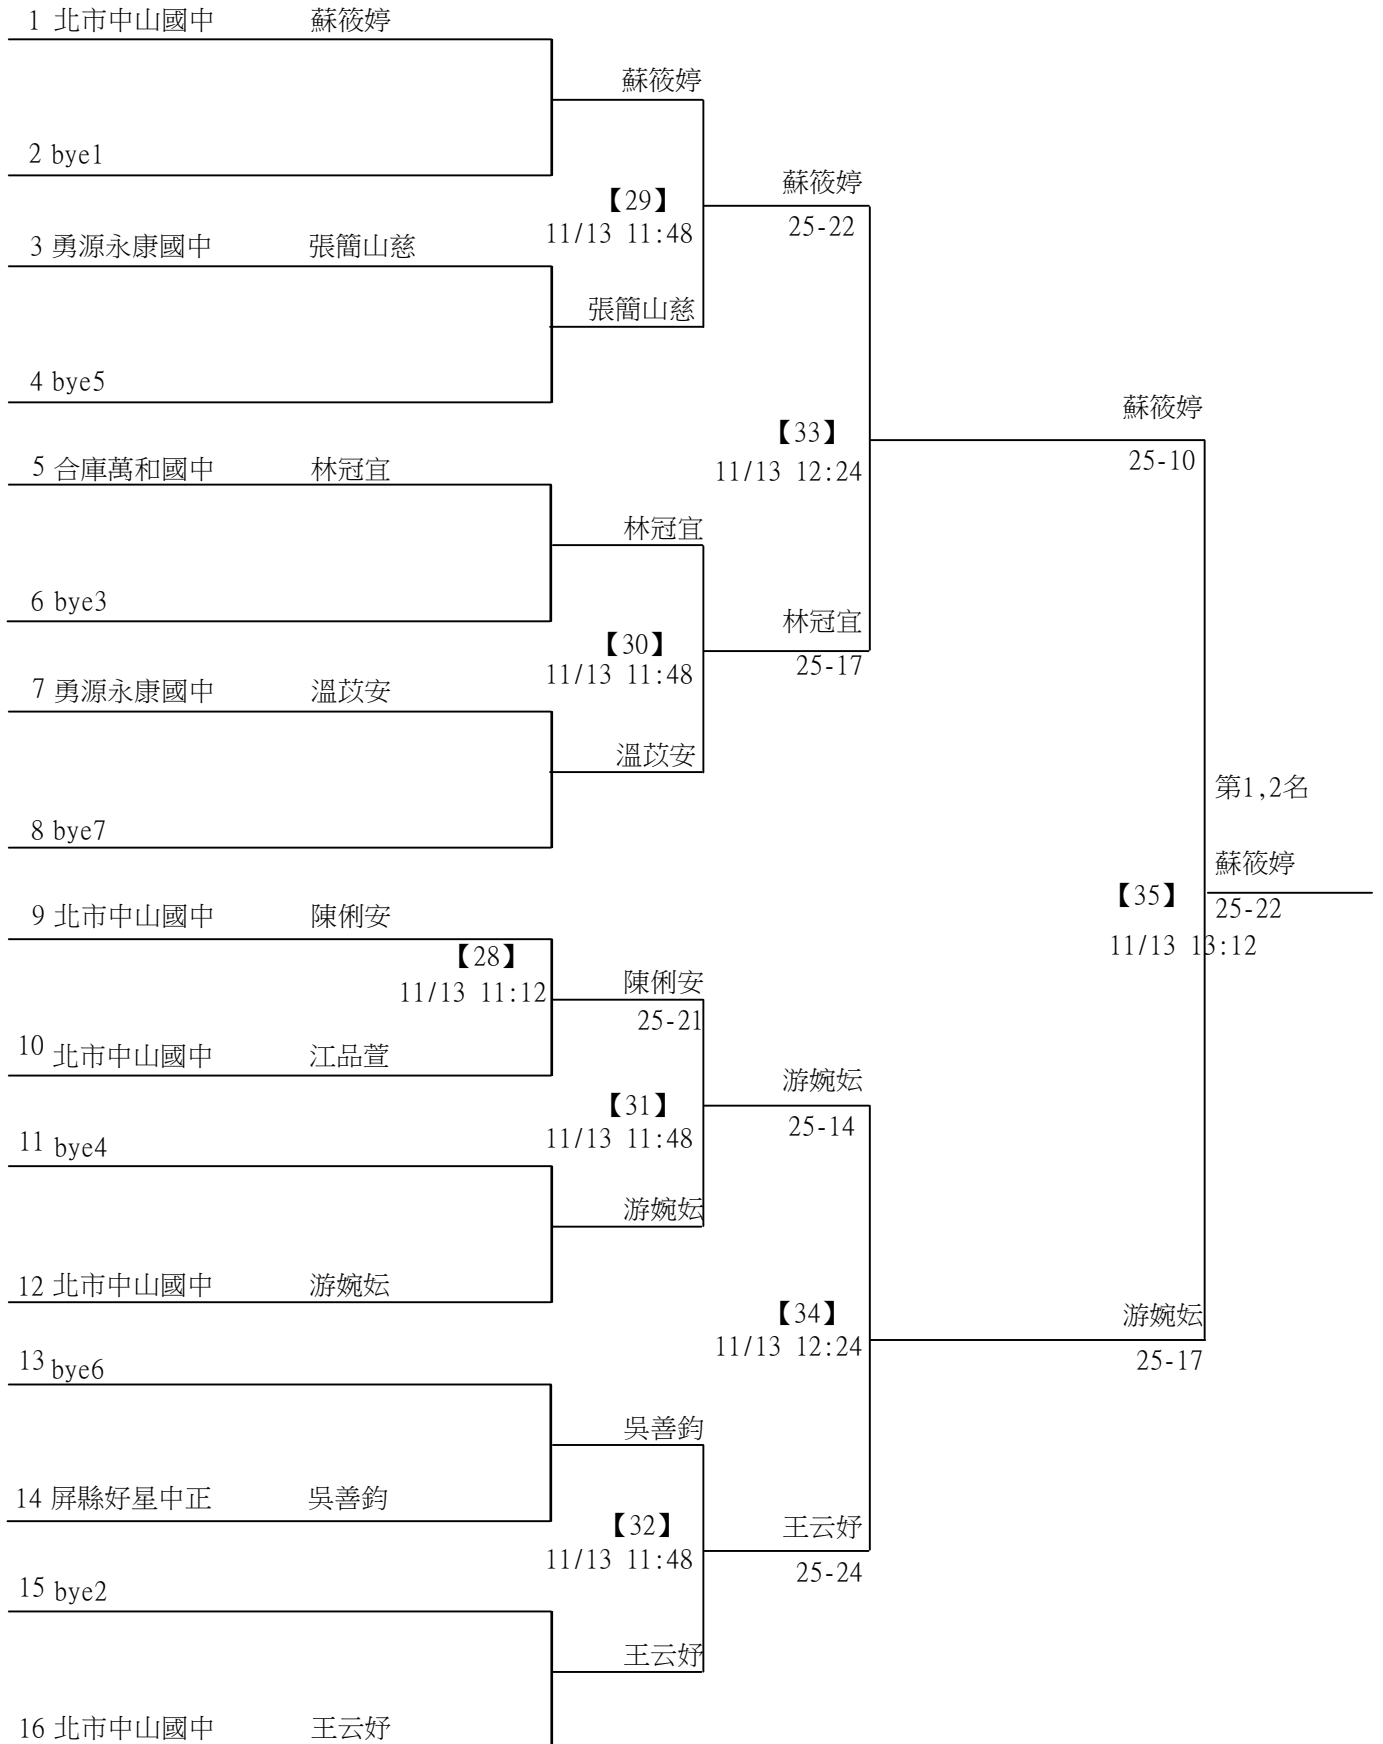 1 北市中山國中 蘇筱婷
蘇筱婷
2 bye1
蘇筱婷
【29】
25-22
11/13 11:48
3 勇源永康國中 張簡山慈
張簡山慈
4 bye5
蘇筱婷
【33】
25-10
11/13 12:24
5 合庫萬和國中 林冠宜
林冠宜
6 bye3
林冠宜
【30】
25-17
11/13 11:48
7 勇源永康國中 溫苡安
溫苡安
第1,2名
8 bye7
蘇筱婷
【35】
25-22
11/13 13:12
9 北市中山國中 陳俐安
【28】
11/13 11:12
陳俐安
25-21
10 北市中山國中 江品萱
游婉妘
【31】
25-14
11/13 11:48
11 bye4
游婉妘
12 北市中山國中 游婉妘
【34】
11/13 12:24
游婉妘
25-17
13 bye6
吳善鈞
14 屏縣好星中正 吳善鈞
【32】
王云妤
11/13 11:48
25-24
15 bye2
王云妤
16 北市中山國中 王云妤